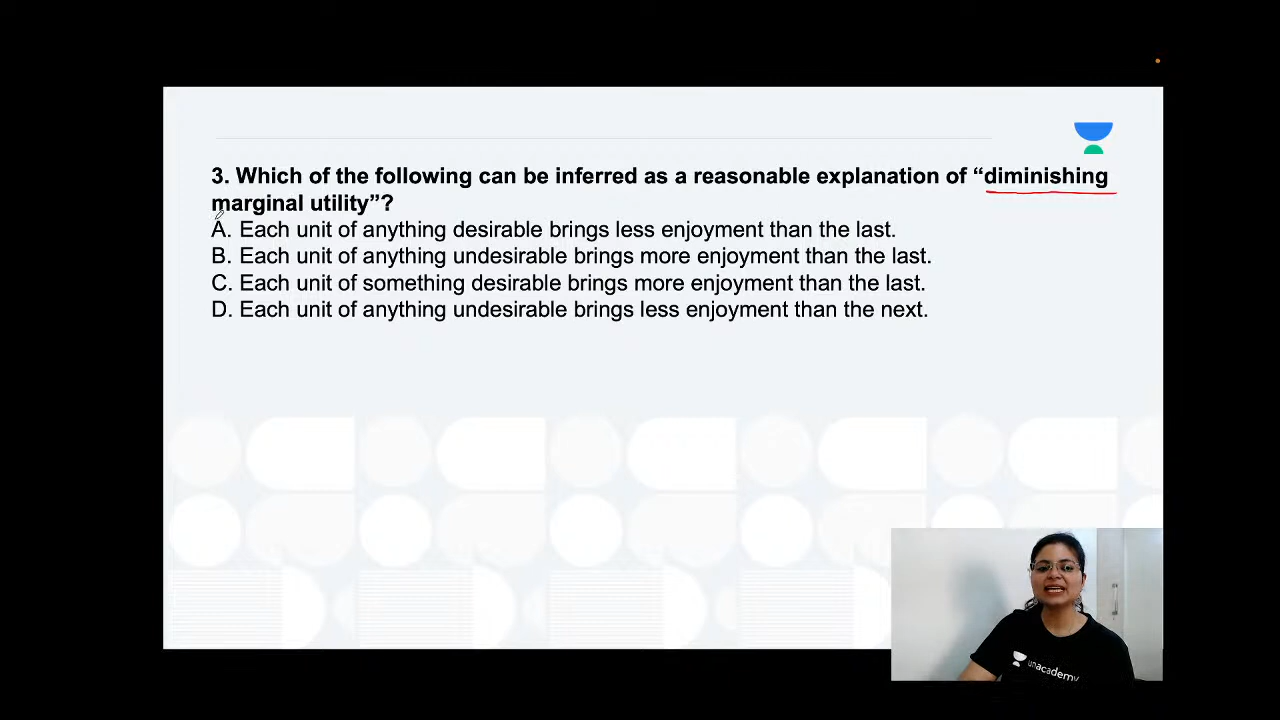 3. Which of the following can be inferred as a reasonable explanation of “diminishing
marginal utility”?
A. Each unit of anything desirable brings less enjoyment than the last.
B. Each unit of anything undesirable brings more enjoyment than the last.
C. Each unit of something desirable brings more enjoyment than the last.
D. Each unit of anything undesirable brings less enjoyment than the next.
unacademy